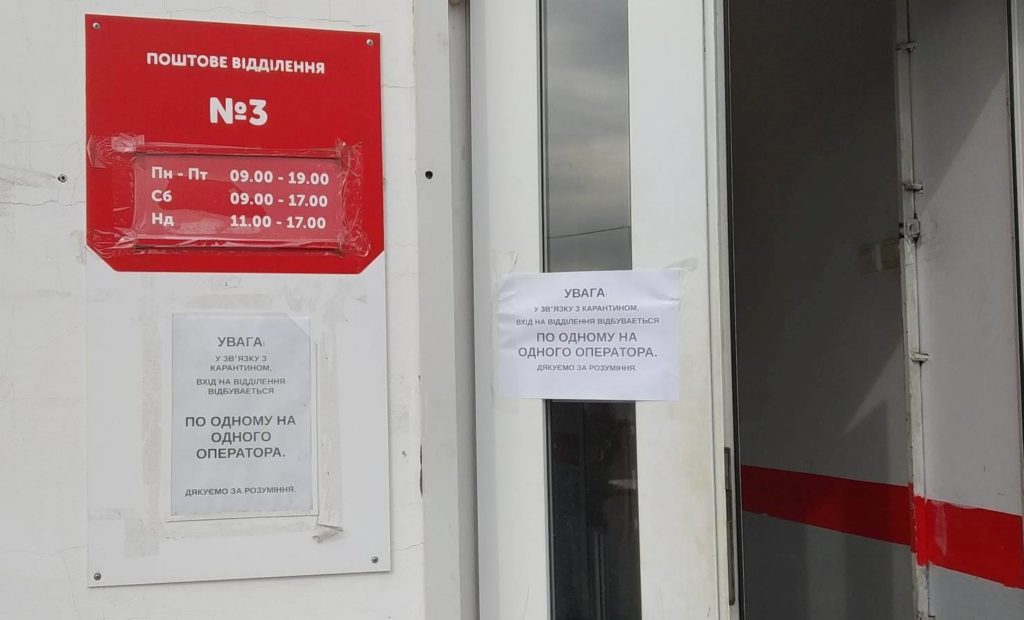 ПОШТОВЕ ВІДДІЛЕННЯ
№3
Пн - Пт 09.00 - 19.00
Сб 09.00 - 17.00
Нд 11.00 - 17.00
УВАГА!
У ЗВ'ЯЗКУ З
КАРАНТИНОМ,
ВХІД НА ВІДДІЛЕННЯ
ВІДБУВАЕТЬСЯ
ПО ОДНОМУ НА
ОДНОГО
ОПЕРАТОРА.
ДЯКУЄМО ЗА РОЗУМІННЯ.
УВАГА!
У ЗВ'ЯЗКУ З КАРАНТИНОМ,
ВХІД НА ВІДДІЛЕННЯ ВІДБУВАЕТЬСЯ
ПО ОДНОМУ НА
ОДНОГО ОПЕРАТОРА.
ДЯКУЄМО ЗА РОЗУМІННЯ.